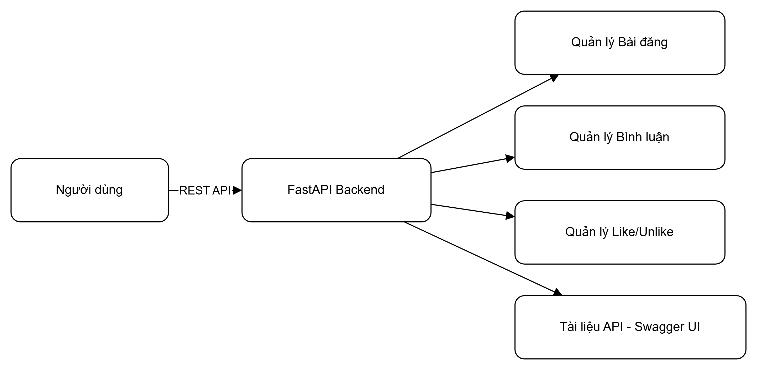 Quản lý Bài đăng
Quản lý Bình luận
Người dùng
REST API
FastAPI Backend
Quản lý Like/Unlike
Tài liệu API - Swagger UI